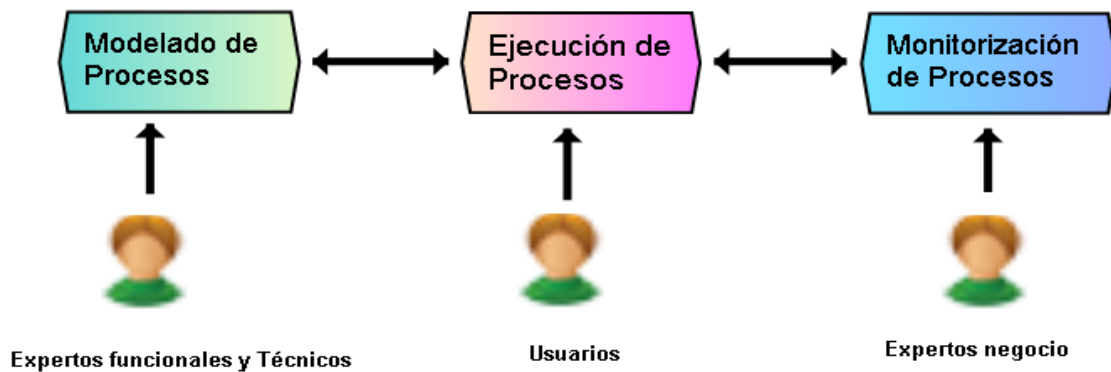 Modelado de
Procesos
Ejecución de
Procesos
Monitorización
de Procesos
Expertos funcionales y Técnicos
Usuarios
Expertos negocio